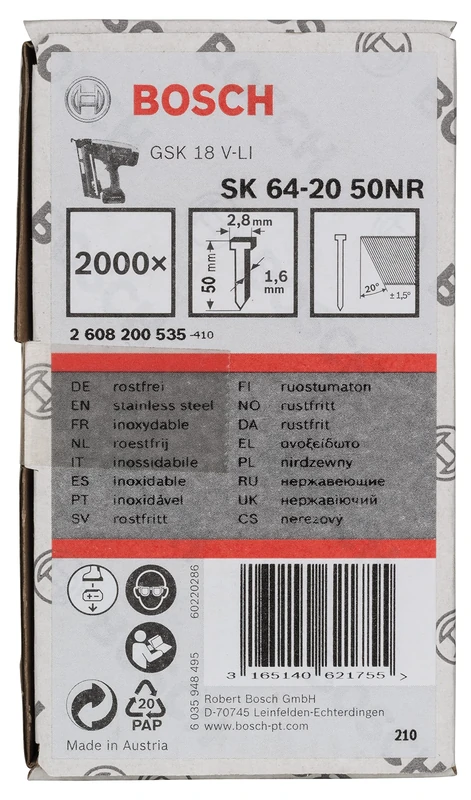 BOSCH
GSK 18 V-LI
SK 64-20 50NR
2000×
2,8 mm
50 mm
1,6 mm
20°
± 1,5°
2 608 200 535 -410
DE rostfrei
EN stainless steel
FR inoxydable
NL roestfrij
IT inossidabile
ES inoxidable
PT inoxidável
SV rostfritt
FI ruostumaton
NO rustfritt
DA rustfrit
EL ανοξείδωτο
PL nirdzewny
RU нержавеющие
UK нержавіючий
CS nerezovy
60220286
6 035 948 495
3 165140 621755 >
20
PAP
Made in Austria
Robert Bosch GmbH
D-70745 Leinfelden-Echterdingen
www.bosch-pt.com
210